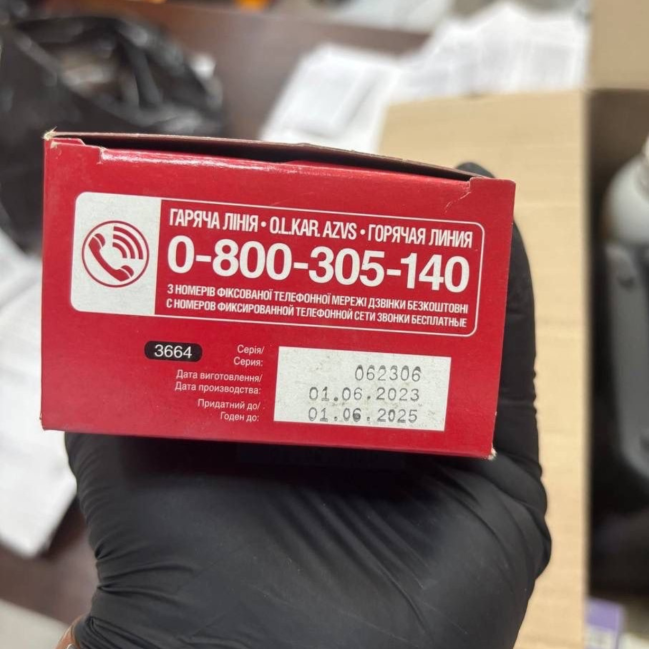 ГАРЯЧА ЛІНІЯ • O.L.KAR. AZVS • ГОРЯЧАЯ ЛИНИЯ
0-800-305-140
З НОМЕРІВ ФІКСОВАНОЇ ТЕЛЕФОННОЇ МЕРЕЖІ ДЗВІНКИ БЕЗКОШТОВНІ
С НОМЕРОВ ФИКСИРОВАННОЙ ТЕЛЕФОННОЙ СЕТИ ЗВОНКИ БЕСПЛАТНЫЕ
3664
Серія/
Серия:
062306
Дата виготовлення/
Дата производства:
01.06.2023
Придатний до/
Годен до:
01.06.2025